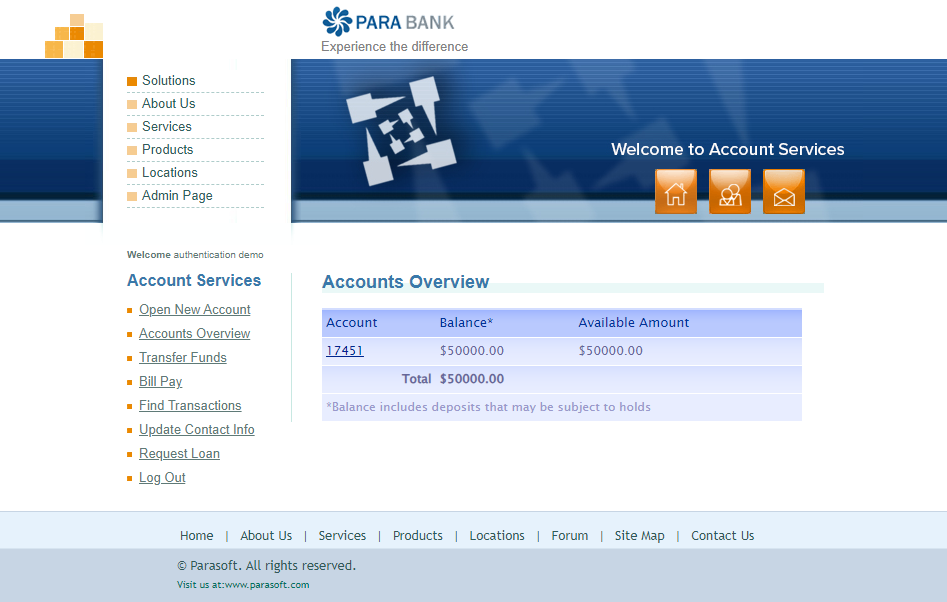 PARA BANK
Experience the difference
Solutions
About Us
Services
Products
Locations
Admin Page
Welcome to Account Services
Welcome authentication demo
Account Services
Open New Account
Accounts Overview
Transfer Funds
Bill Pay
Find Transactions
Update Contact Info
Request Loan
Log Out
Accounts Overview
Account Balance* Available Amount
17451 $50000.00 $50000.00
Total $50000.00
*Balance includes deposits that may be subject to holds
Home | About Us | Services | Products | Locations | Forum | Site Map | Contact Us
© Parasoft. All rights reserved.
Visit us at:www.parasoft.com